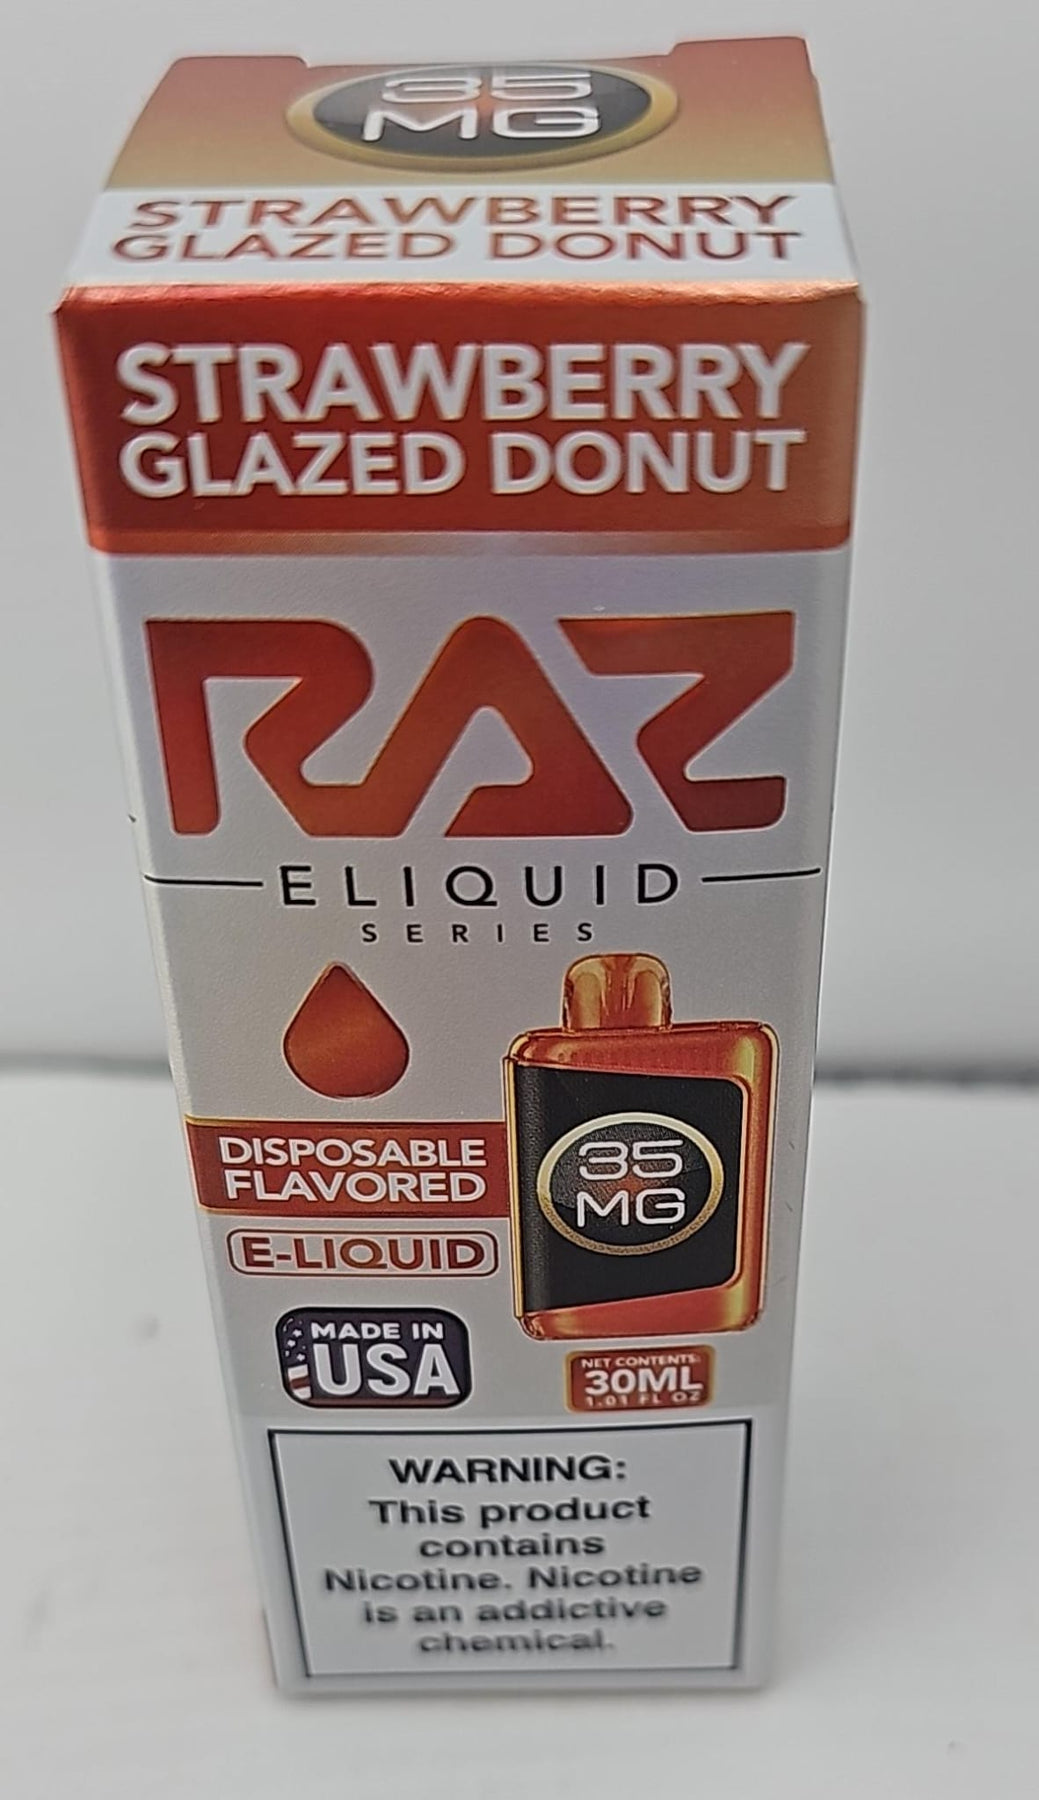 35
MG
STRAWBERRY
GLAZED DONUT
STRAWBERRY
GLAZED DONUT
RAZ
ELIQUID
SERIES
DISPOSABLE
FLAVORED
E-LIQUID
35
MG
MADE IN
USA
NET CONTENTS:
30ML
1.01 FL OZ
WARNING:
This product
contains
Nicotine. Nicotine
is an addictive
chemical.